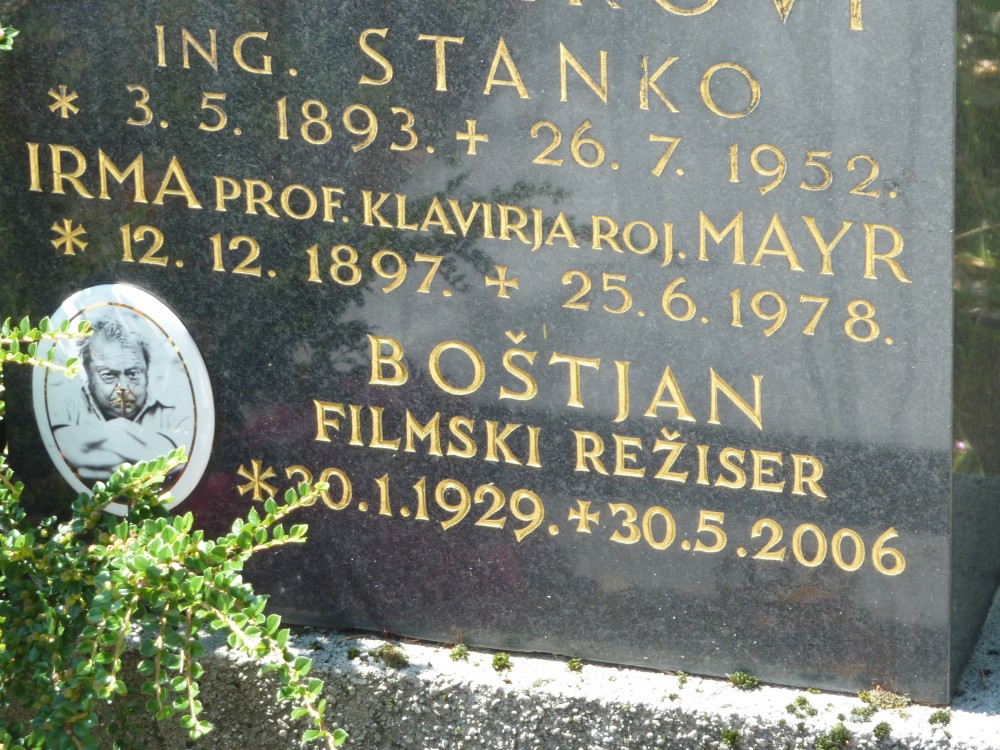 ING. STANKO
* 3. 5. 1893. + 26. 7. 1952.
IRMA PROF. KLAVIRJA ROJ. MAYR
* 12. 12. 1897. + 25. 6. 1978.
BOŠTJAN
FILMSKI REŽISER
* 30.1.1929. + 30.5.2006